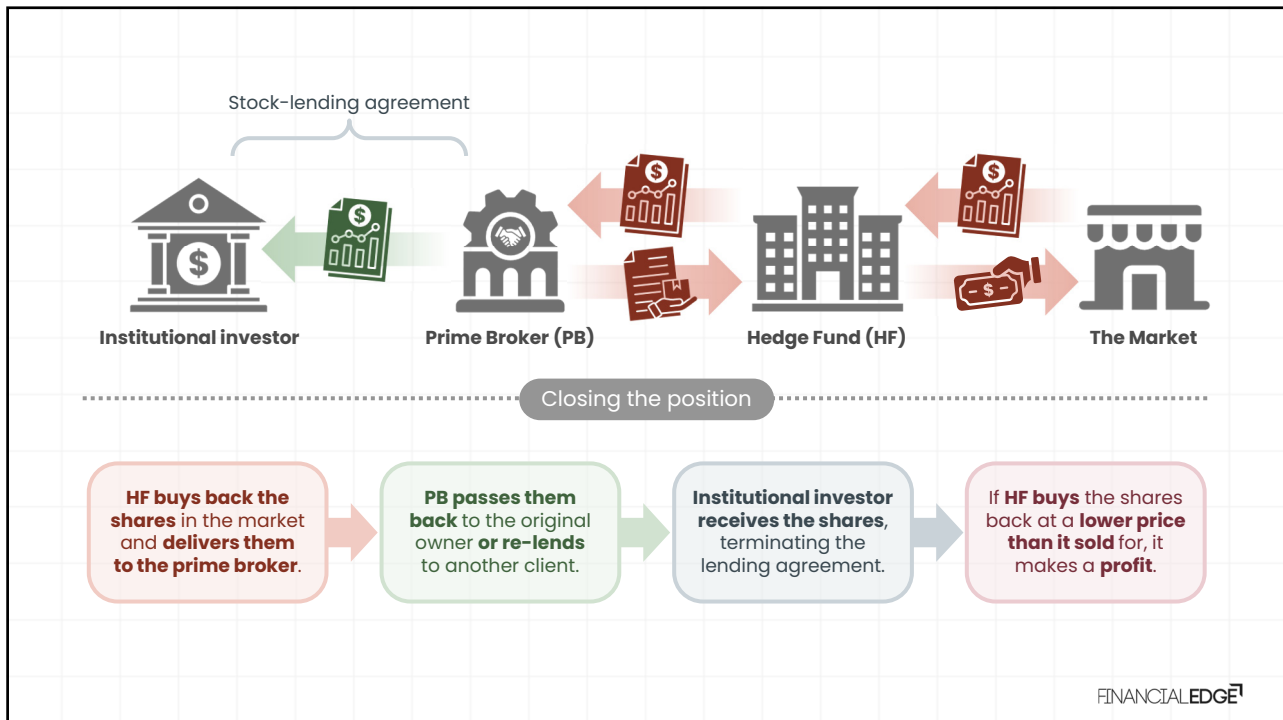 Stock-lending agreement
$
$
$
$
$
$
Institutional investor
Prime Broker (PB)
Hedge Fund (HF)
The Market
Closing the position
HF buys back the
shares in the market
and delivers them
to the prime broker.
PB passes them
back to the original
owner or re-lends
to another client.
Institutional investor
receives the shares,
terminating the
lending agreement.
If HF buys the shares
back at a lower price
than it sold for, it
makes a profit.
FINANCIALEDGE